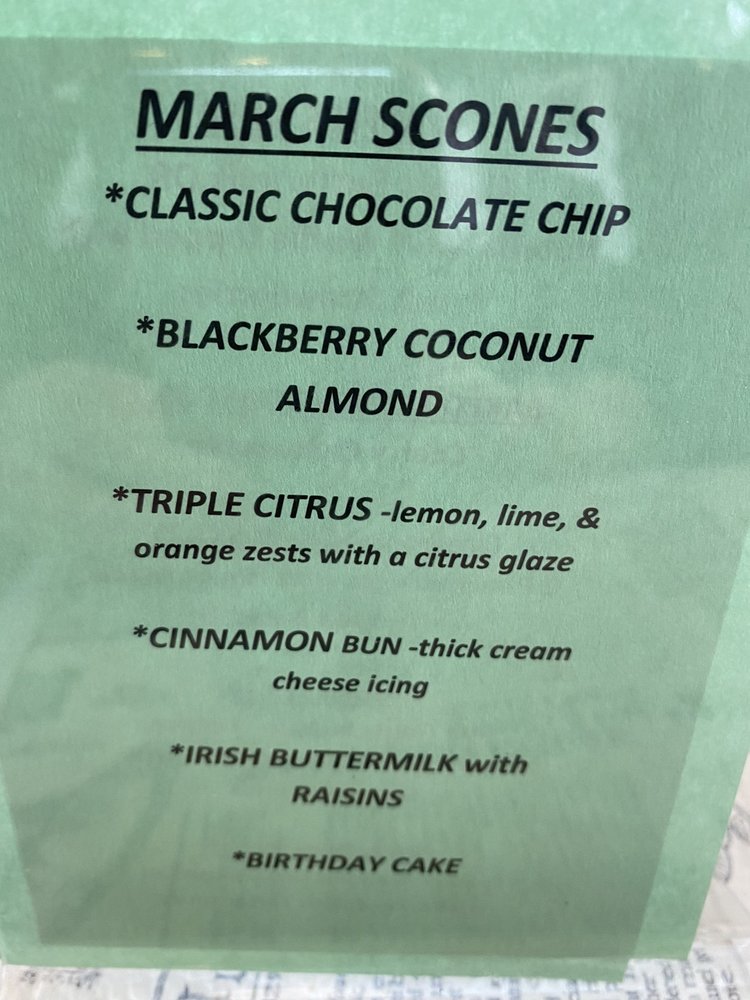 MARCH SCONES
*CLASSIC CHOCOLATE CHIP
*BLACKBERRY COCONUT
ALMOND
*TRIPLE CITRUS -lemon, lime, &
orange zests with a citrus glaze
*CINNAMON BUN -thick cream
cheese icing
*IRISH BUTTERMILK with
RAISINS
*BIRTHDAY CAKE